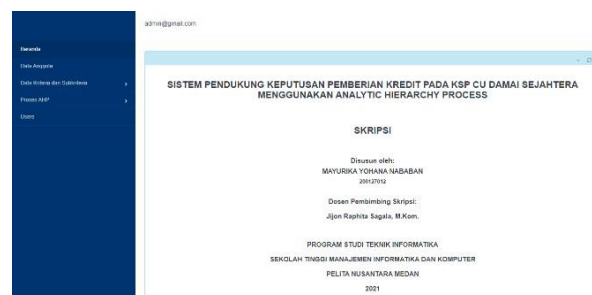 admin@gmail.com
Beranda
Data Anggota
Data Kriteria dan Subkriteria
Proses AHP
Users
SISTEM PENDUKUNG KEPUTUSAN PEMBERIAN KREDIT PADA KSP CU DAMAI SEJAHTERA
MENGGUNAKAN ANALYTIC HIERARCHY PROCESS
SKRIPSI
Disusun oleh:
MAYURIKA YOHANA NABABAN
Dosen Pembimbing Skripsi:
Jijon Raphita Sagala, M.Kom.
PROGRAM STUDI TEKNIK INFORMATIKA
SEKOLAH TINGGI MANAJEMEN INFORMATIKA DAN KOMPUTER
PELITA NUSANTARA MEDAN
2021